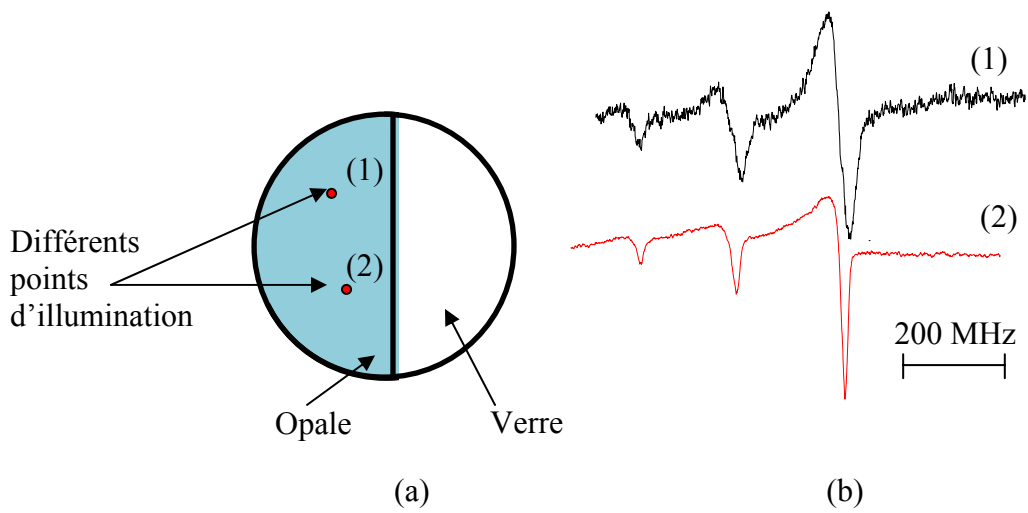 (1)
(2)
Différents
points
d'illumination
Opale
Verre
(a)
(1)
(2)
200 MHz
(b)